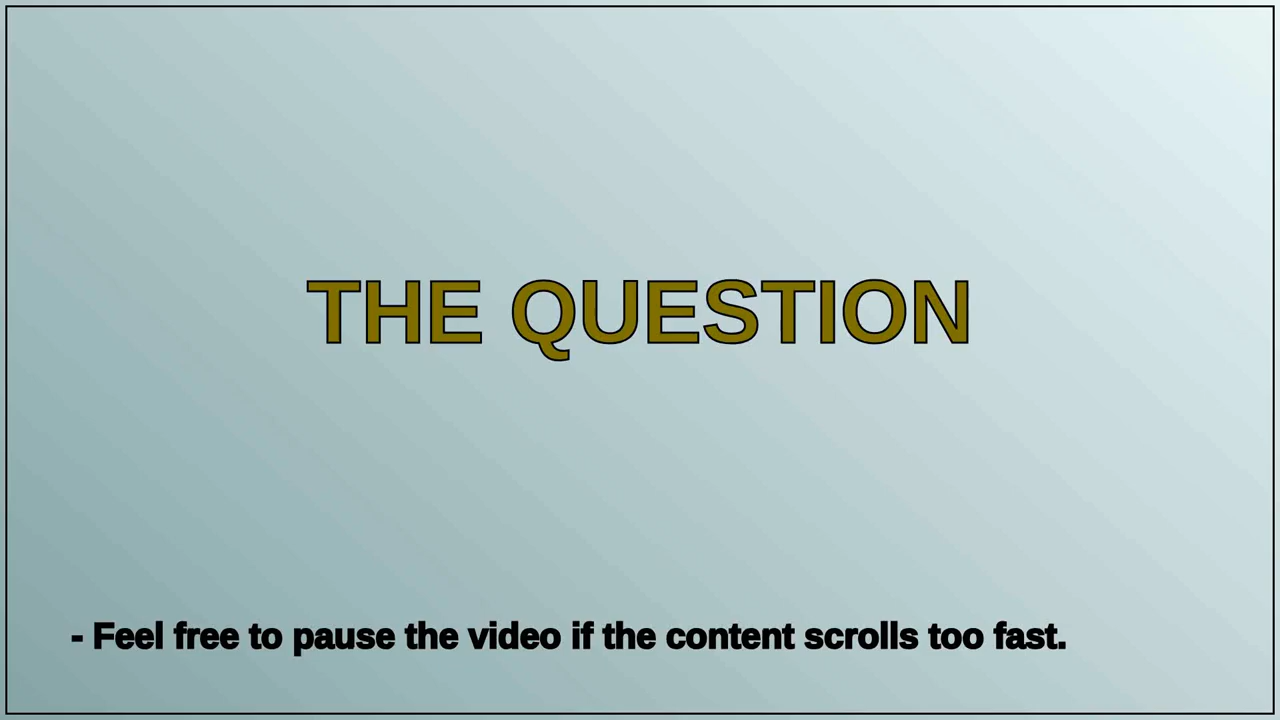 THE QUESTION
- Feel free to pause the video if the content scrolls too fast.